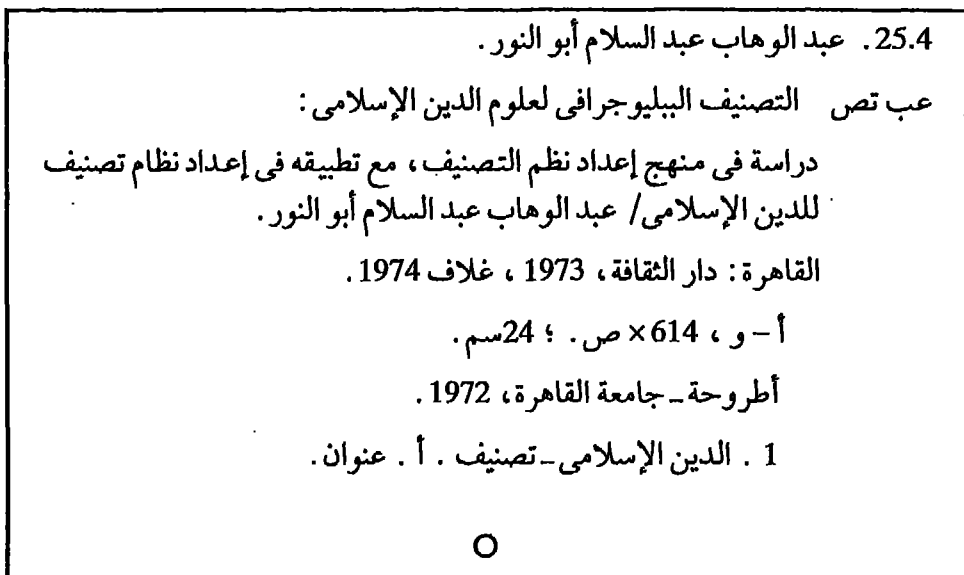 25.4. عبد الوهاب عبد السلام أبو النور.
عب تص التصنيف الببليوجرافى لعلوم الدين الإسلامى:
دراسة فى منهج إعداد نظم التصنيف، مع تطبيقه فى إعداد نظام تصنيف
للدين الإسلامى/ عبد الوهاب عبد السلام أبو النور.
القاهرة: دار الثقافة، 1973، غلاف 1974.
أ – و، 614× ص. ؛ 24سم.
أطروحة ـ جامعة القاهرة، 1972.
1 . الدين الإسلامى ـ تصنيف . أ . عنوان.